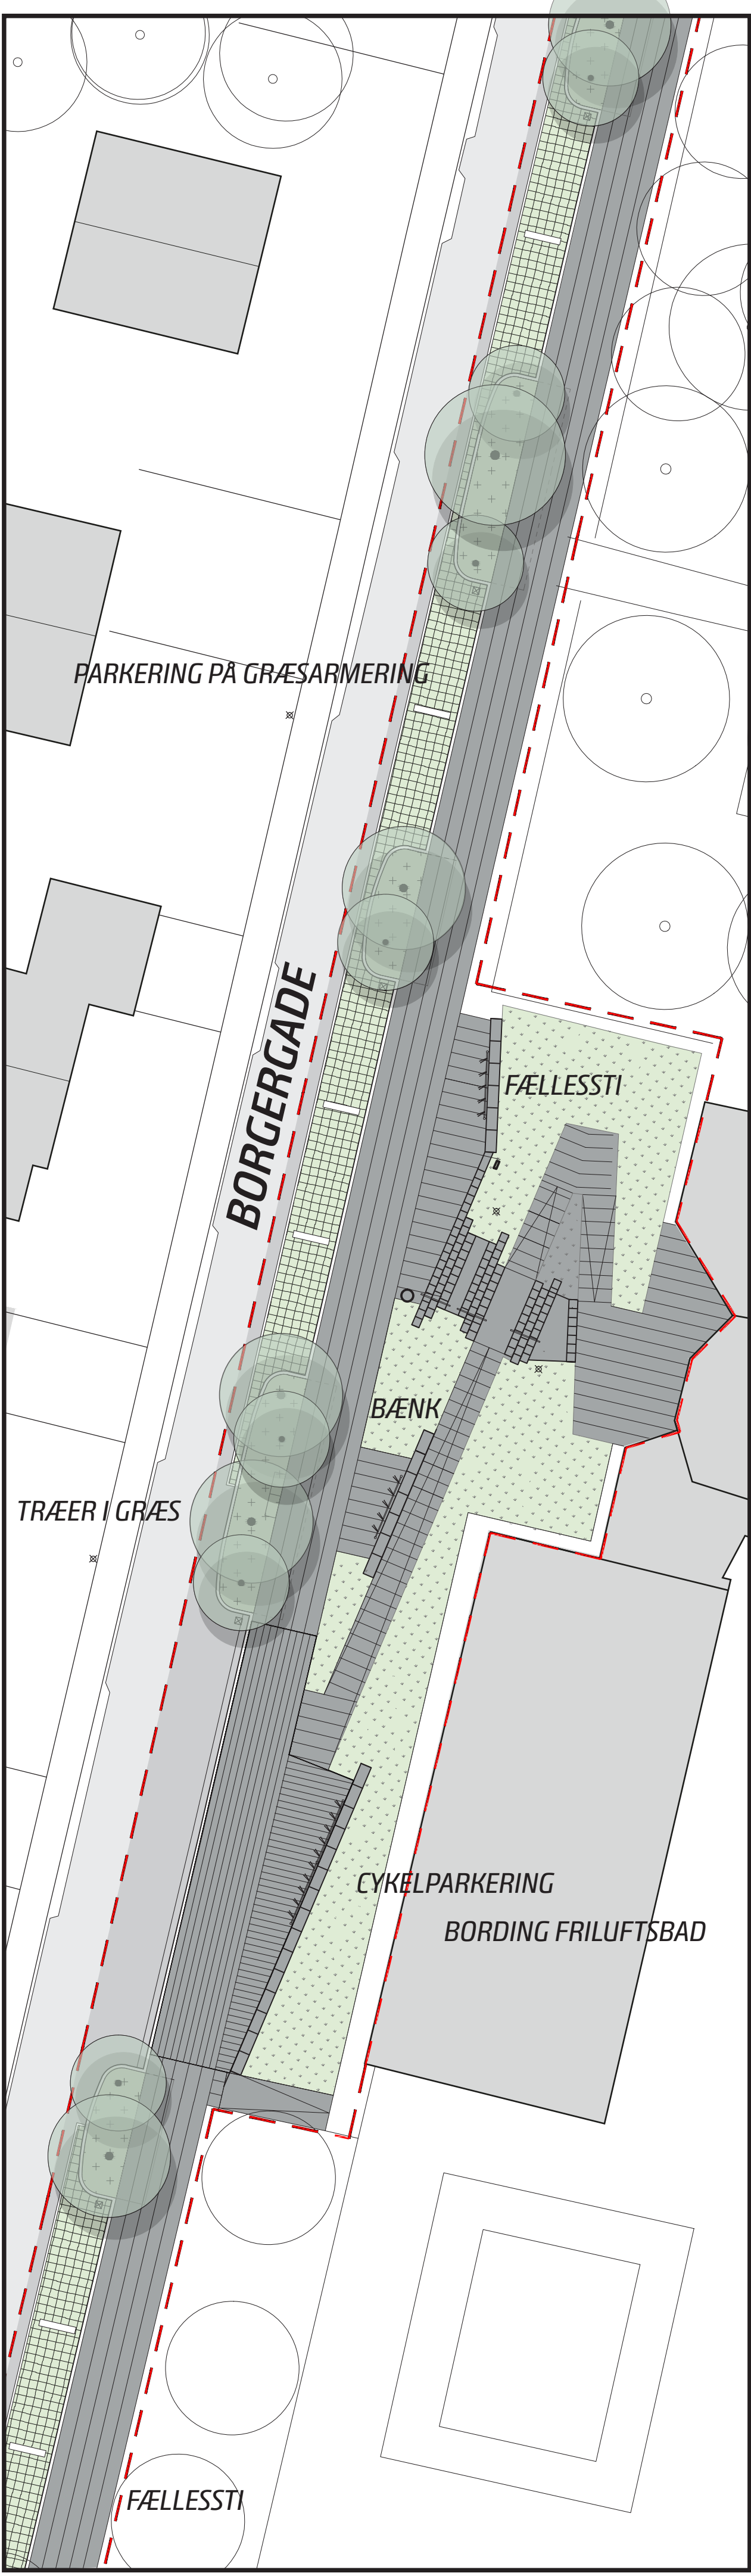 PARKERING PÅ GRÆSARMERING
BORGERGADE
FÆLLESSTI
BÆNK
TRÆER I GRÆS
CYKELPARKERING
BORDING FRILUFTSBAD
FÆLLESSTI